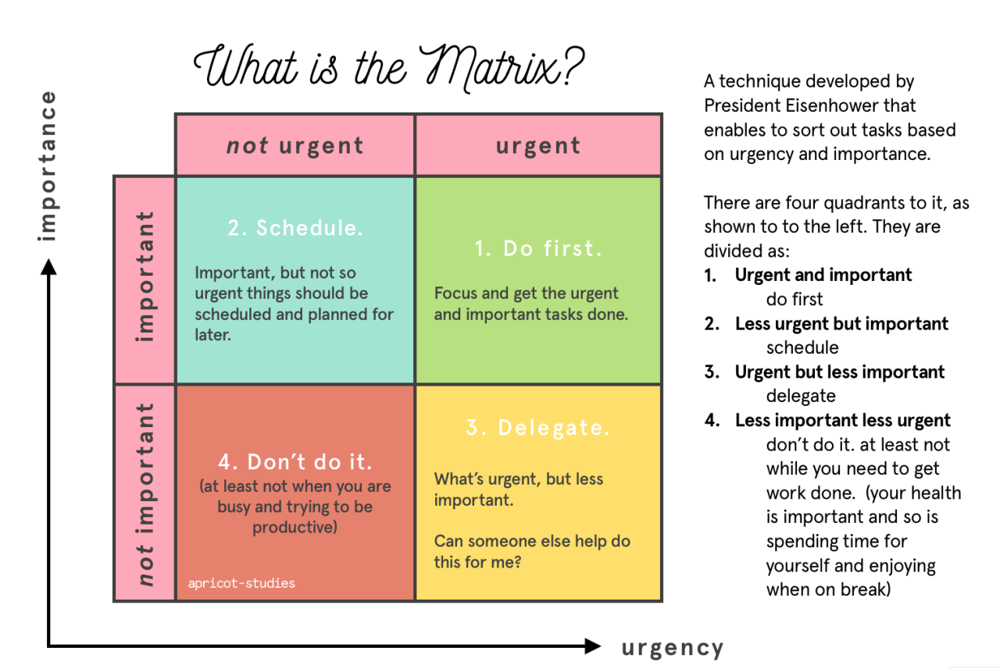 What is the Matrix?
importance
not urgent
urgent
important
2. Schedule.
Important, but not so
urgent things should be
scheduled and planned for
later.
1. Do first.
Focus and get the urgent
and important tasks done.
not important
4. Don't do it.
(at least not when you are
busy and trying to be
productive)
apricot-studies
3. Delegate.
What's urgent, but less
important.
Can someone else help do
this for me?
urgency
A technique developed by
President Eisenhower that
enables to sort out tasks based
on urgency and importance.
There are four quadrants to it, as
shown to to the left. They are
divided as:
1. Urgent and important
do first
2. Less urgent but important
schedule
3. Urgent but less important
delegate
4. Less important less urgent
don't do it. at least not
while you need to get
work done. (your health
is important and so is
spending time for
yourself and enjoying
when on break)